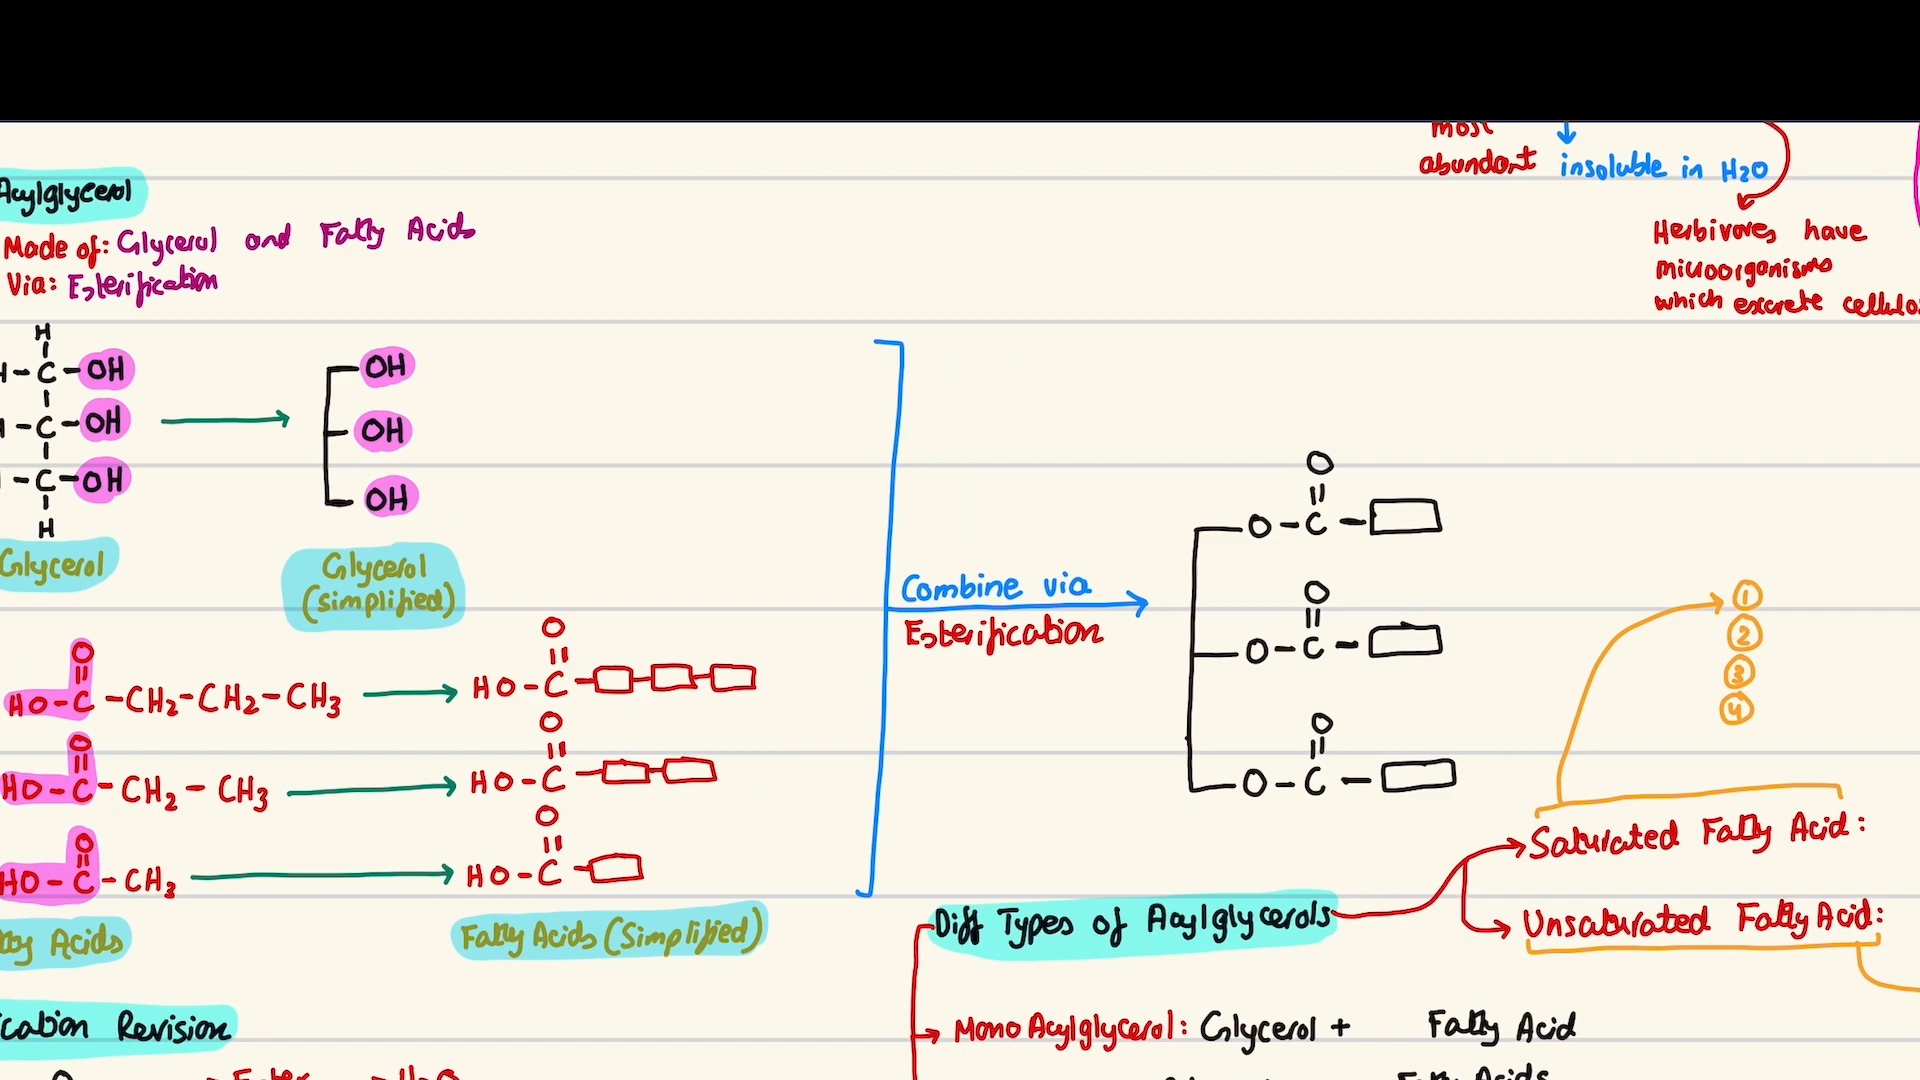 most
abundant
insoluble in H2O
Herbivores have
microorganisms
which excrete
Acylglycerol
Made of: Glycerol and Fatty Acids
Via: Esterification
H
H-C-OH
-C-OH
-C-OH
H
OH
OH
OH
Glycerol
Glycerol
(simplified)
O
HO-C-CH2-CH2-CH3
O
HO-C
O
HO-C-CH2-CH3
O
HO-C
O
HO-C-CH3
O
HO-C
Acids
Fatty Acids (Simplified)
Combine via
Esterification
O
O-C-
O
O-C-
O
O-C-
1
2
3
4
Saturated Fatty Acid:
Unsaturated Fatty Acid:
Diff Types of Acylglycerols
Mono Acylglycerol: Glycerol + Fatty Acid
Revision